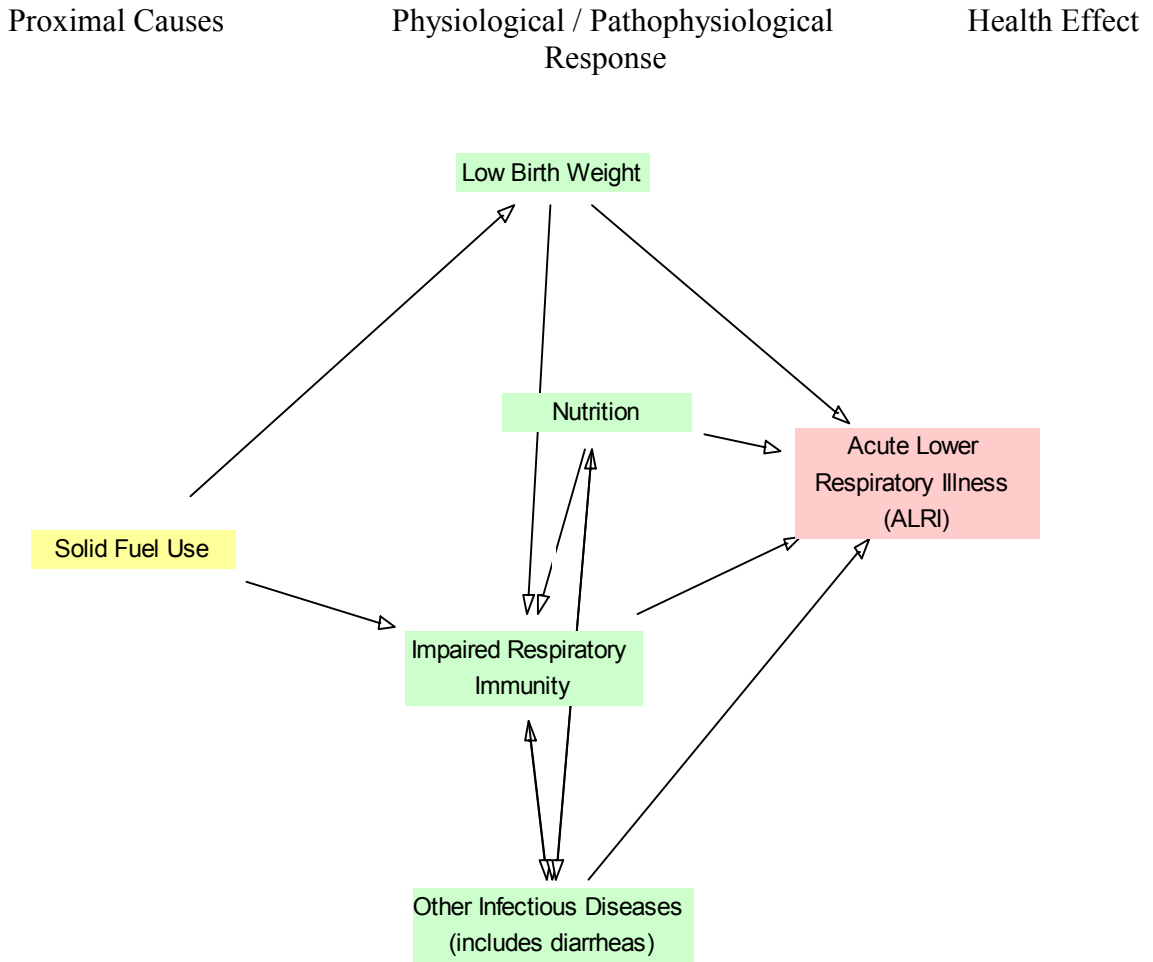 Proximal Causes
Physiological / Pathophysiological
Response
Health Effect
Low Birth Weight
Nutrition
Acute Lower
Respiratory Illness
(ALRI)
Solid Fuel Use
Impaired Respiratory
Immunity
Other Infectious Diseases
(includes diarrheas)